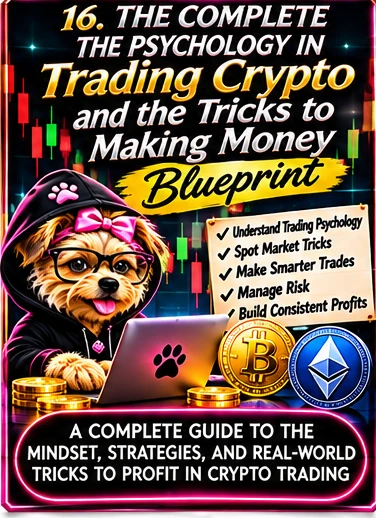 16. THE COMPLETE
THE PSYCHOLOGY IN
Trading Crypto
and the Tricks to
Making Money
Blueprint
✓ Understand Trading Psychology
✓ Spot Market Tricks
✓ Make Smarter Trades
✓ Manage Risk
✓ Build Consistent Profits
A COMPLETE GUIDE TO THE
MINDSET, STRATEGIES, AND REAL-WORLD
TRICKS TO PROFIT IN CRYPTO TRADING